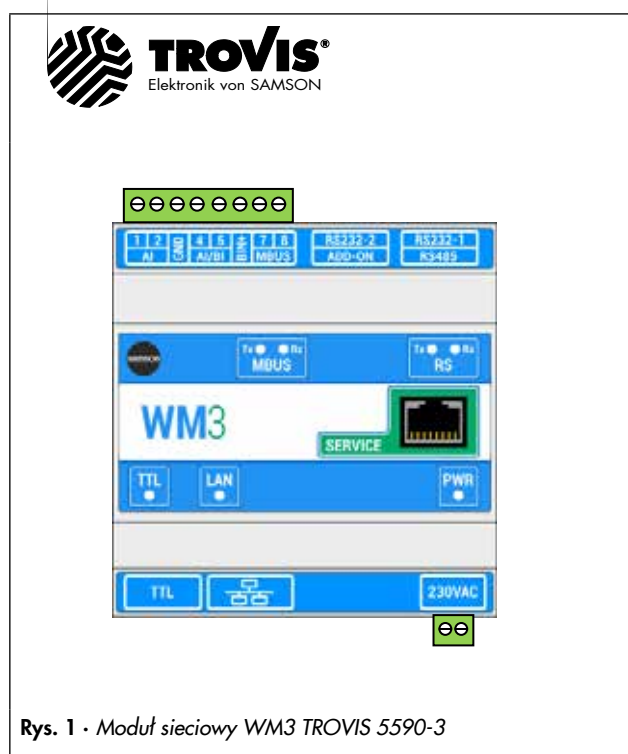 TROVIS®
Elektronik von SAMSON
1 2 GND 4 5 BIN+ 7 8 RS232-2 RS232-1
AI AI/BI MBUS ADD-ON RS485
SAMSON Tx Rx Tx Rx
MBUS RS
WM3
SERVICE
TTL LAN PWR
TTL 230VAC
Rys. 1 · Moduł sieciowy WM3 TROVIS 5590-3